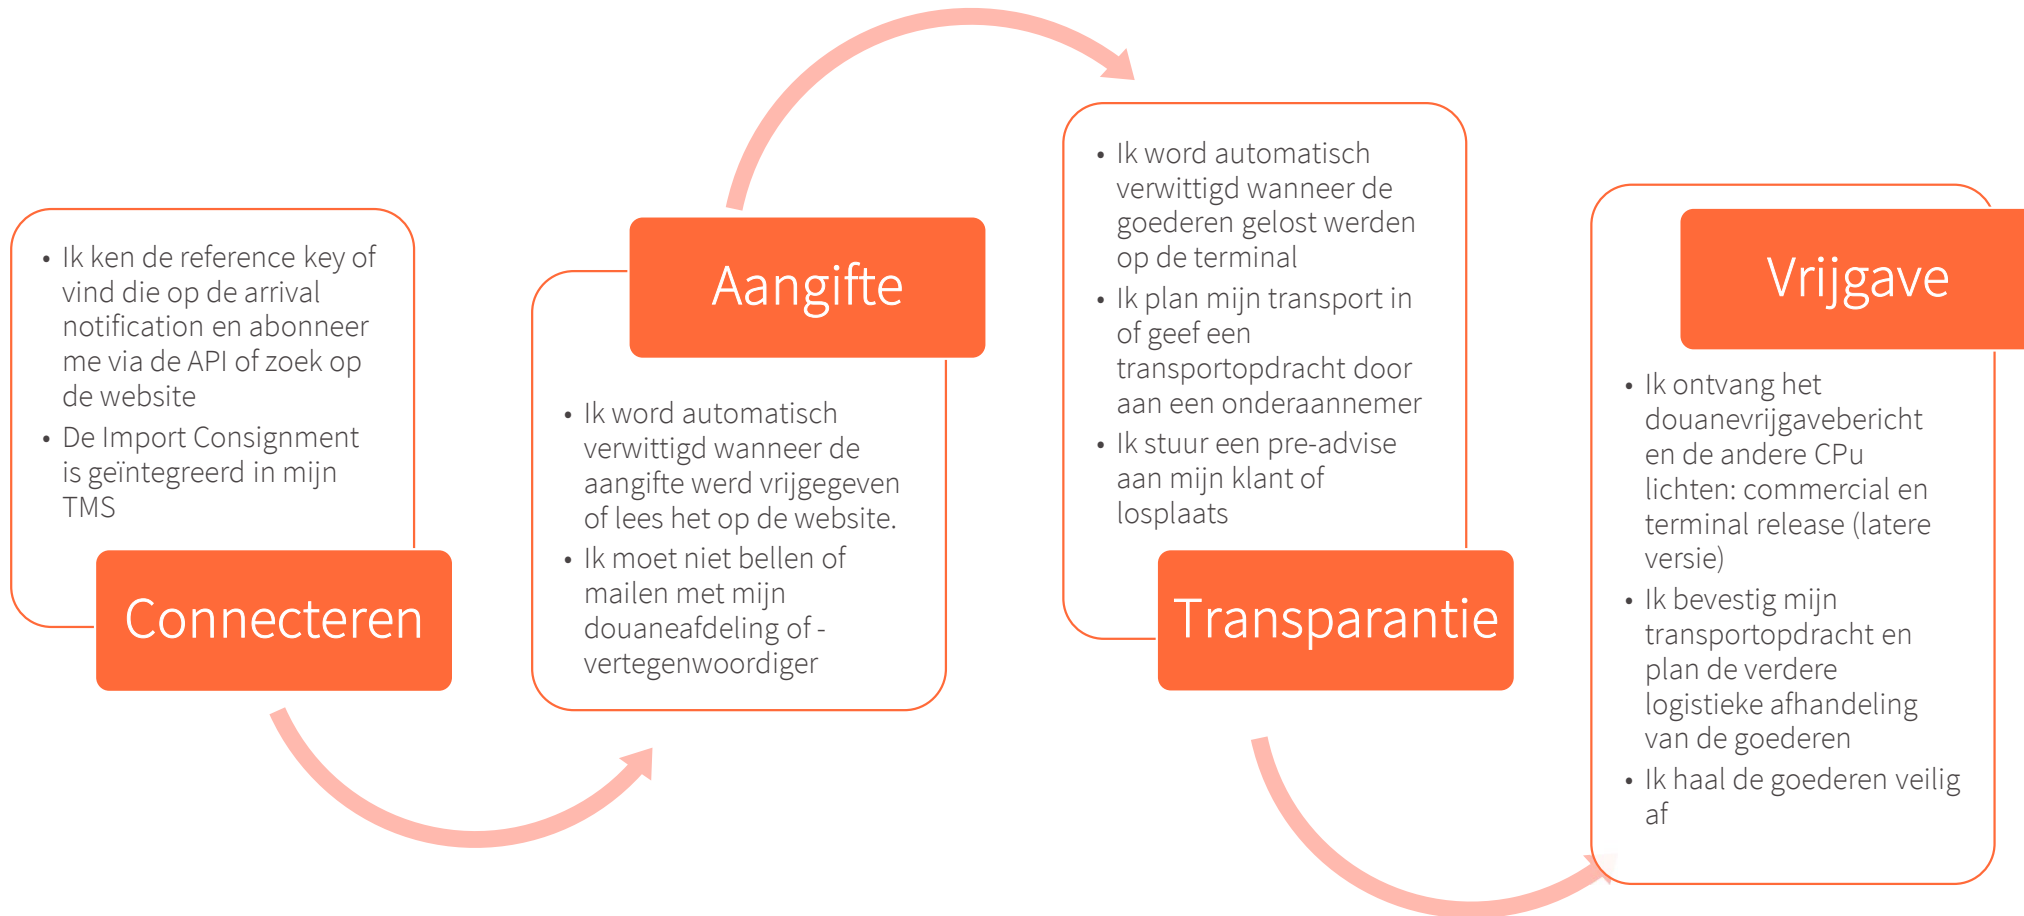 • Ik ken de reference key of
vind die op de arrival
notification en abonneer
me via de API of zoek op
de website
• De Import Consignment
is geïntegreerd in mijn
TMS
Connecteren
Aangifte
• Ik word automatisch
verwittigd wanneer de
aangifte werd vrijgegeven
of lees het op de website.
• Ik moet niet bellen of
mailen met mijn
douaneafdeling of -
vertegenwoordiger
• Ik word automatisch
verwittigd wanneer de
goederen gelost werden
op de terminal
• Ik plan mijn transport in
of geef een
transportopdracht door
aan een onderaannemer
• Ik stuur een pre-advise
aan mijn klant of
losplaats
Transparantie
Vrijgave
• Ik ontvang het
douanevrijgavebericht
en de andere CPu
lichten: commercial en
terminal release (latere
versie)
• Ik bevestig mijn
transportopdracht en
plan de verdere
logistieke afhandeling
van de goederen
• Ik haal de goederen veilig
af